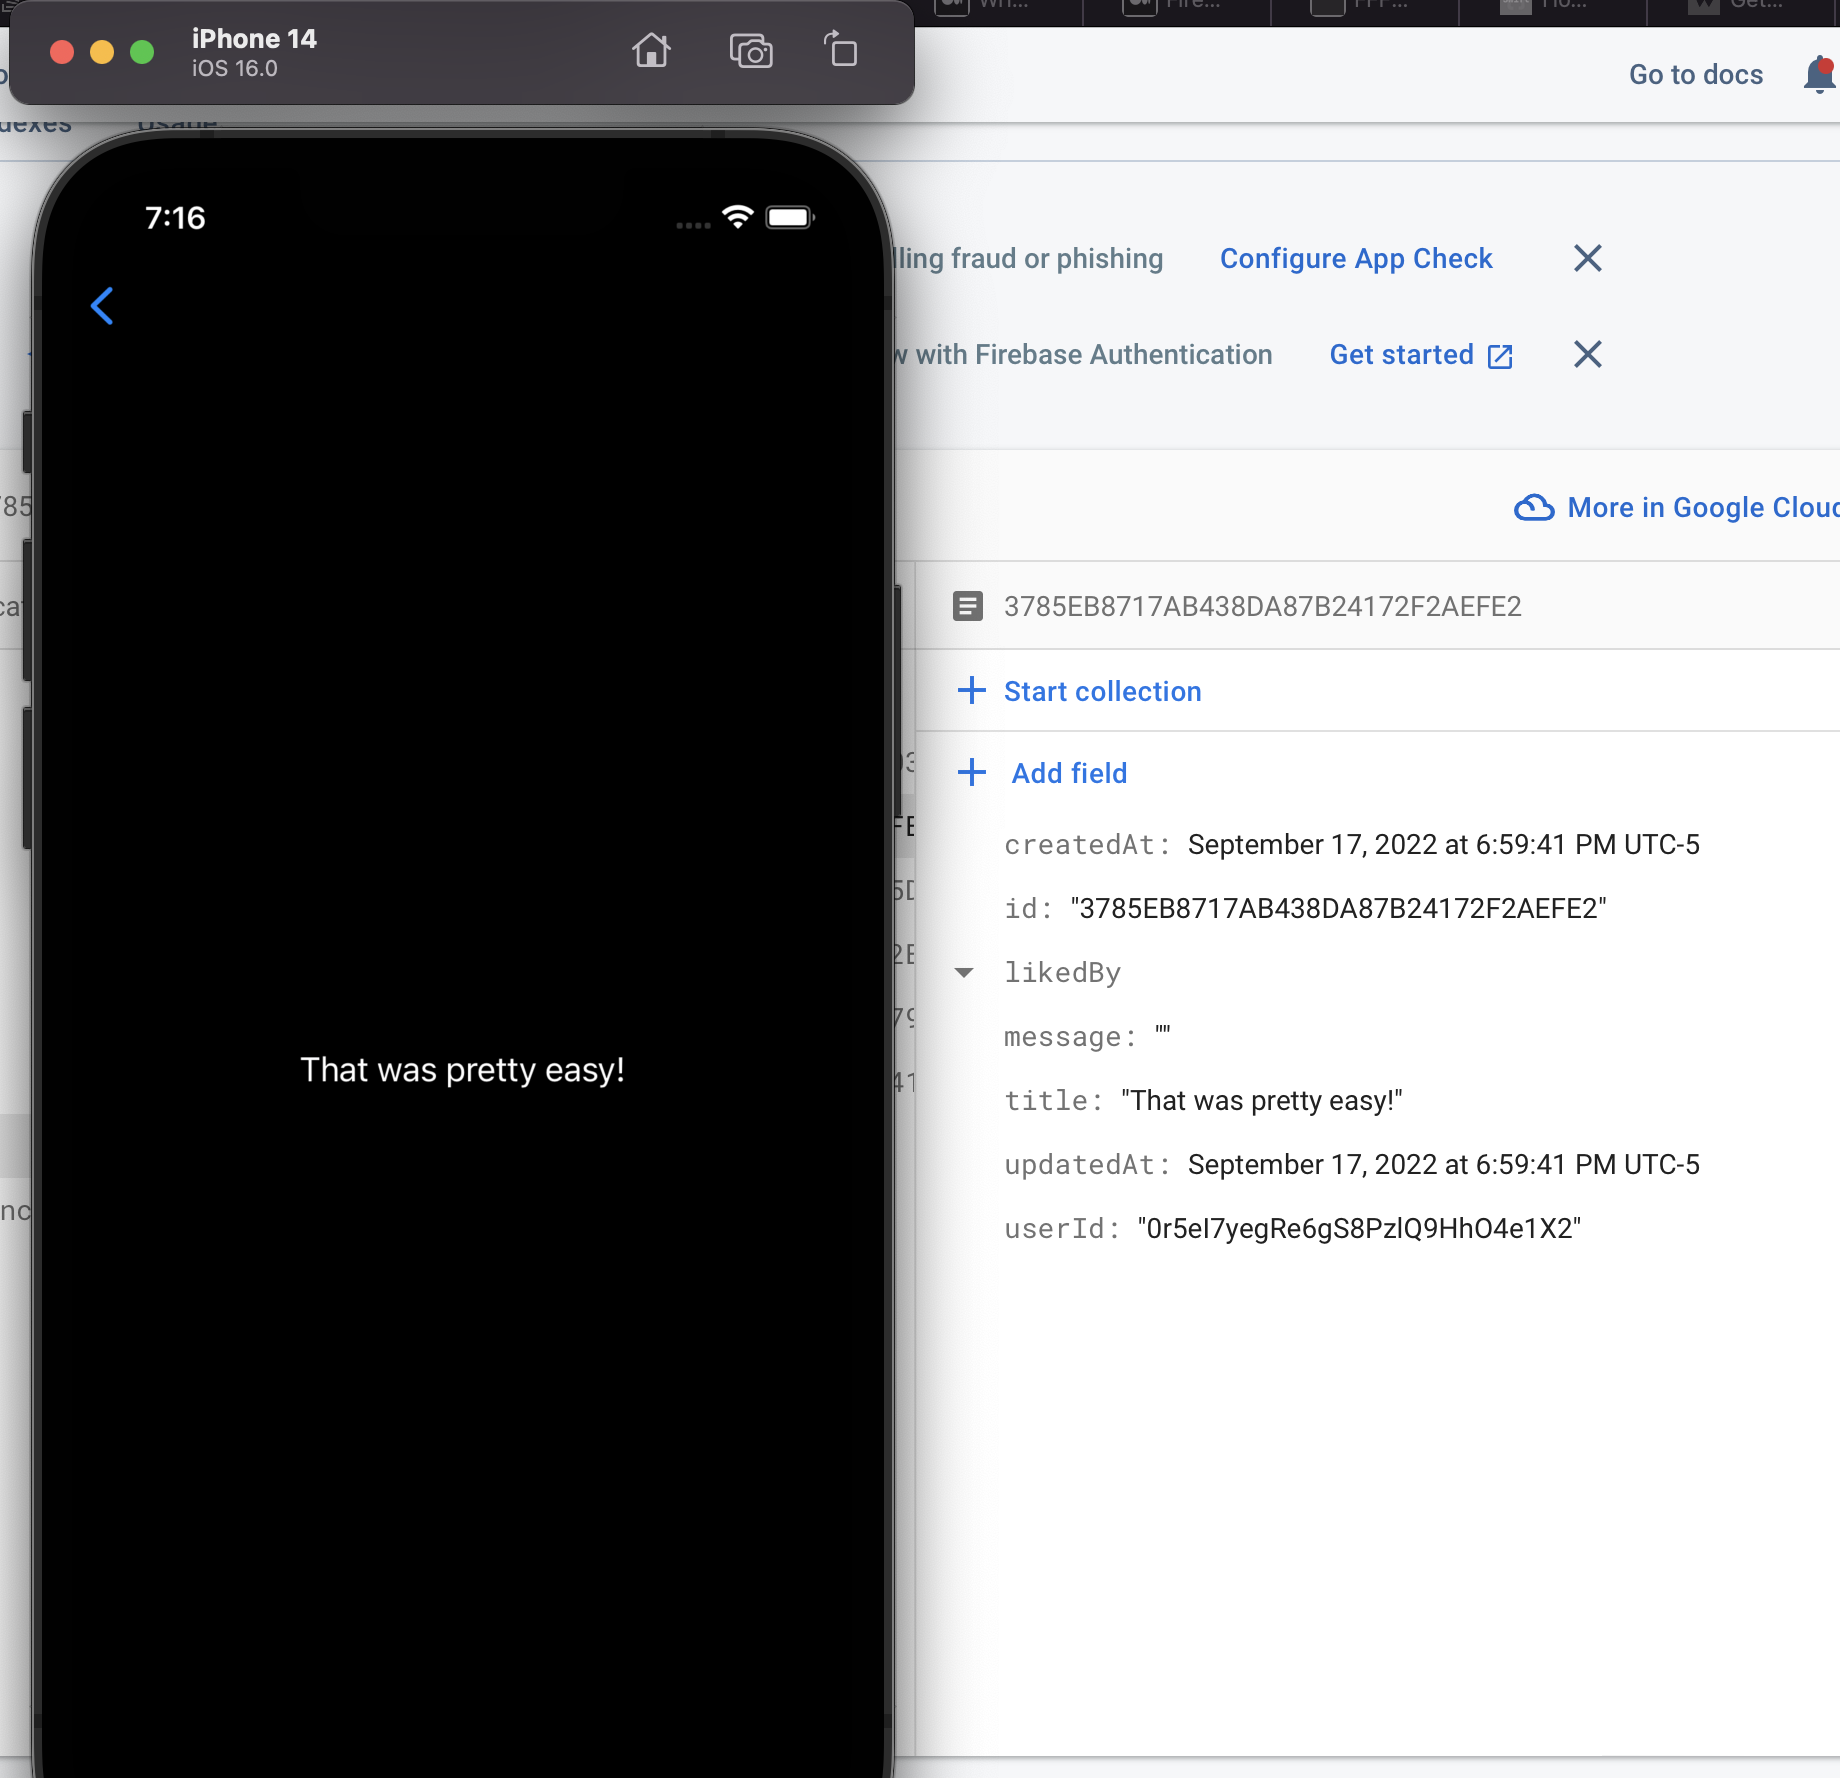 iPhone 14
iOS 16.0
Go to docs
Usage
7:16
lling fraud or phishing Configure App Check
with Firebase Authentication Get started
More in Google Cloud
3785EB8717AB438DA87B24172F2AEFE2
Start collection
Add field
createdAt: September 17, 2022 at 6:59:41 PM UTC-5
id: "3785EB8717AB438DA87B24172F2AEFE2"
likedBy
message: ""
That was pretty easy!
title: "That was pretty easy!"
updatedAt: September 17, 2022 at 6:59:41 PM UTC-5
userId: "0r5eI7yegRe6gS8PzlQ9HhO4e1X2"